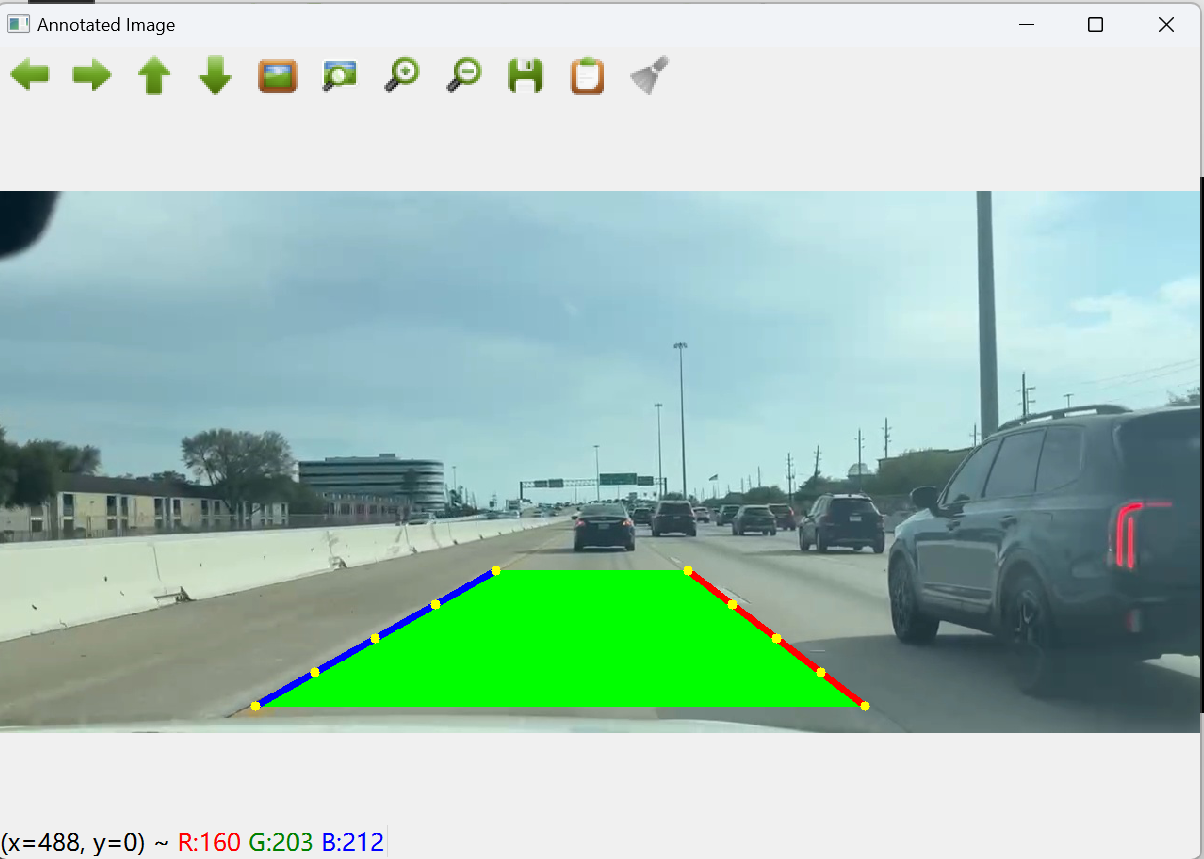 Annotated Image
(x=488, y=0) ~ R:160 G:203 B:212